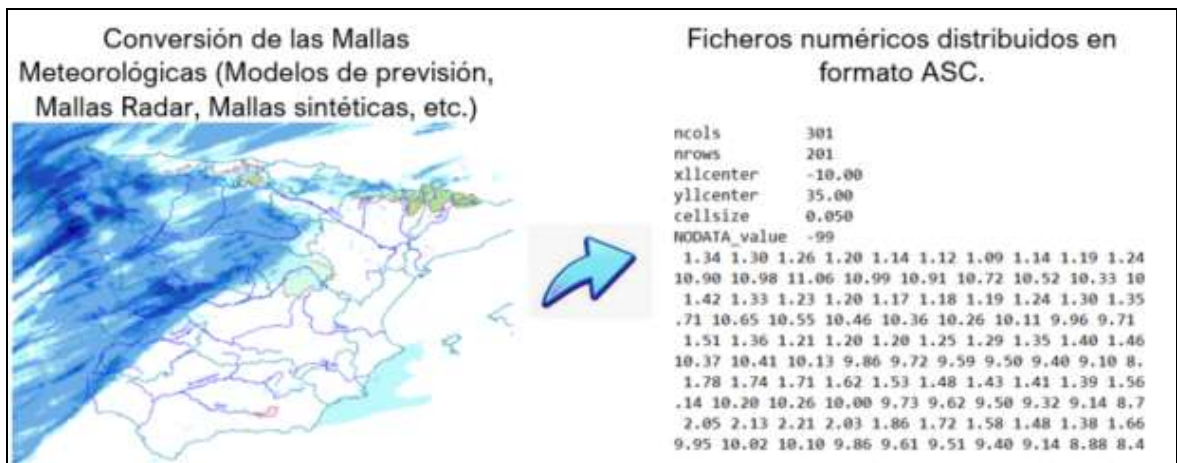 Conversión de las Mallas
Meteorológicas (Modelos de previsión,
Mallas Radar, Mallas sintéticas, etc.)
Ficheros numéricos distribuidos en
formato ASC.
ncols 301
nrows 201
xllcenter -10.00
yllcenter 35.00
cellsize 0.050
NODATA_value -99
1.34 1.30 1.26 1.20 1.14 1.12 1.09 1.14 1.19 1.24
10.90 10.98 11.06 10.99 10.91 10.72 10.52 10.33 10
1.42 1.33 1.23 1.20 1.17 1.18 1.19 1.24 1.30 1.35
.71 10.65 10.55 10.46 10.36 10.26 10.11 9.96 9.71
1.51 1.36 1.21 1.20 1.20 1.25 1.29 1.35 1.40 1.46
10.37 10.41 10.13 9.86 9.72 9.59 9.50 9.40 9.10 8.
1.78 1.74 1.71 1.62 1.53 1.48 1.43 1.41 1.39 1.56
.14 10.20 10.26 10.00 9.73 9.62 9.50 9.32 9.14 8.7
2.05 2.13 2.21 2.03 1.86 1.72 1.58 1.48 1.38 1.66
9.95 10.02 10.10 9.86 9.61 9.51 9.40 9.14 8.88 8.4